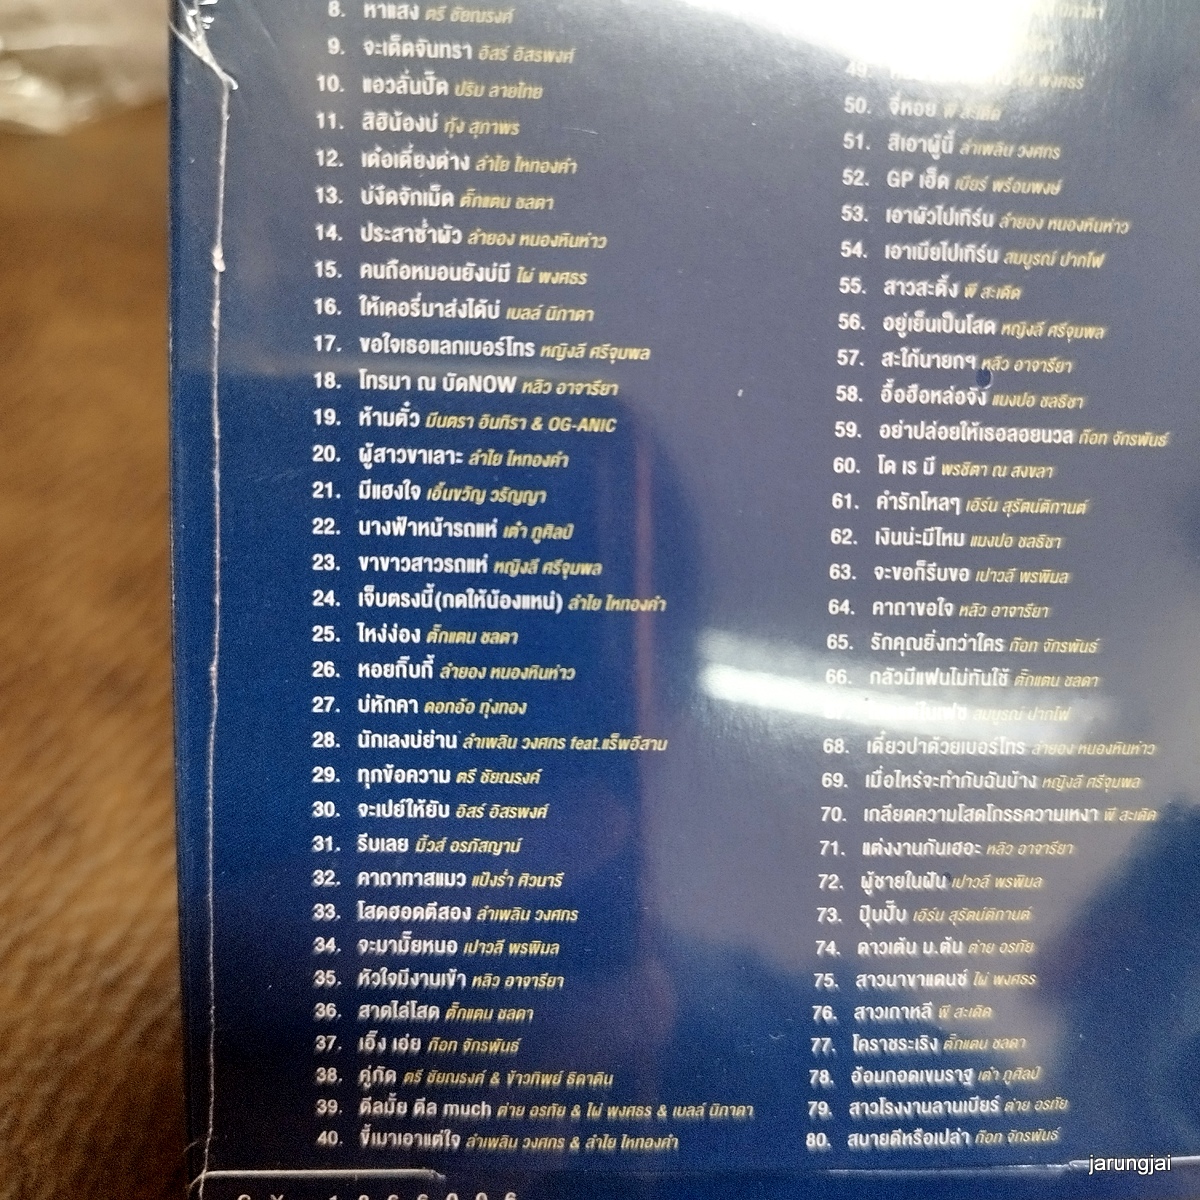 8. หาแสง ตรี ชัยณรงค์
9. จะเด็ดจันทรา อิสร์ อิสรพงศ์
10. แอวลั่นปั๊ด ปริม ลายไทย
11. สิฮิน้องบ่ ทุ้ง สุภาพร
12. เด้อเดี่ยงด่าง ลำไย ไหทองคำ
13. บ่งึดจักเม็ด ตั๊กแตน ชลดา
14. ประสาซ่ำผัว ลำยอง หนองหินห่าว
15. คนถือหมอนยังบ่มี ไผ่ พงศธร
16. ให้เคอรี่มาส่งได้บ่ เบลล์ นิภาดา
17. ขอใจเธอแลกเบอร์โทร หญิงลี ศรีจุมพล
18. โทรมา ณ บัดNOW หลิว อาจารียา
19. ห้ามตั๋ว มีนตรา อินทิรา & OG-ANIC
20. ผู้สาวขาเลาะ ลำไย ไหทองคำ
21. มีแฮงใจ เอิ้นขวัญ วรัญญา
22. นางฟ้าหน้ารถแห่ เต๋า ภูศิลป์
23. ขาขาวสาวรถแห่ หญิงลี ศรีจุมพล
24. เจ็บตรงนี้(กดให้น้องแหน่) ลำไย ไหทองคำ
25. ไหง่ง่อง ตั๊กแตน ชลดา
26. หอยกิ๊บกี้ ลำยอง หนองหินห่าว
27. บ่หักคา ดอกอ้อ ทุ่งทอง
28. นักเลงบ่ย่าน ลำเพลิน วงศกร feat.แร็พอีสาน
29. ทุกข้อความ ตรี ชัยณรงค์
30. จะเปย์ให้ยับ อิสร์ อิสรพงศ์
31. รีบเลย มิ้วส์ อรภัสญาน์
32. คาถาทาสแมว แป้งร่ำ ศิวนารี
33. โสดฮอดตีสอง ลำเพลิน วงศกร
34. จะมามั๊ยหนอ เปาวลี พรพิมล
35. หัวใจมีงานเข้า หลิว อาจารียา
36. สาดไล่โสด ตั๊กแตน ชลดา
37. เอิ๊ง เอ่ย ก๊อท จักรพันธ์
38. คู่กัด ตรี ชัยณรงค์ & ข้าวทิพย์ ธิดาดิน
39. ดีลมั้ย ดีล much ต่าย อรทัย & ไผ่ พงศธร & เบลล์ นิภาดา
40. ขี้เมาเอาแต่ใจ ลำเพลิน วงศกร & ลำไย ไหทองคำ
49. พงศธร
50. จี่หอย พี สะเดิด
51. สิเอาผู้นี้ ลำเพลิน วงศกร
52. GP เฮ็ด เบียร์ พร้อมพงษ์
53. เอาผัวไปเทิร์น ลำยอง หนองหินห่าว
54. เอาเมียไปเทิร์น สมบูรณ์ ปากไฟ
55. สาวสะดิ้ง พี สะเดิด
56. อยู่เย็นเป็นโสด หญิงลี ศรีจุมพล
57. สะใภ้นายกฯ หลิว อาจารียา
58. อื้อฮือหล่อจัง แมงปอ ชลธิชา
59. อย่าปล่อยให้เธอลอยนวล ก๊อท จักรพันธ์
60. โด เร มี พรชิตา ณ สงขลา
61. คำรักโหลๆ เอิร์น สุรัตน์ติกานต์
62. เงินน่ะมีไหม แมงปอ ชลธิชา
63. จะขอก็รีบขอ เปาวลี พรพิมล
64. คาถาขอใจ หลิว อาจารียา
65. รักคุณยิ่งกว่าใคร ก๊อท จักรพันธ์
66. กลัวมีแฟนไม่ทันใช้ ตั๊กแตน ชลดา
สมบูรณ์ ปากไฟ
68. เดี๋ยวปาด้วยเบอร์โทร ลำยอง หนองหินห่าว
69. เมื่อไหร่จะทำกับฉันบ้าง หญิงลี ศรีจุมพล
70. เกลียดความโสดโกรธความเหงา พี สะเดิด
71. แต่งงานกันเฮอะ หลิว อาจารียา
72. ผู้ชายในฝัน เปาวลี พรพิมล
73. ปุ๊บปั๊บ เอิร์น สุรัตน์ติกานต์
74. ดาวเต้น ม.ต้น ต่าย อรทัย
75. สาวนาขาแดนซ์ ไผ่ พงศธร
76. สาวเกาหลี พี สะเดิด
77. โคราชระเริง ตั๊กแตน ชลดา
78. อ้อมกอดเขมราฐ เต๋า ภูศิลป์
79. สาวโรงงานลานเบียร์ ต่าย อรทัย
80. สบายดีหรือเปล่า ก๊อท จักรพันธ์
jarungjai